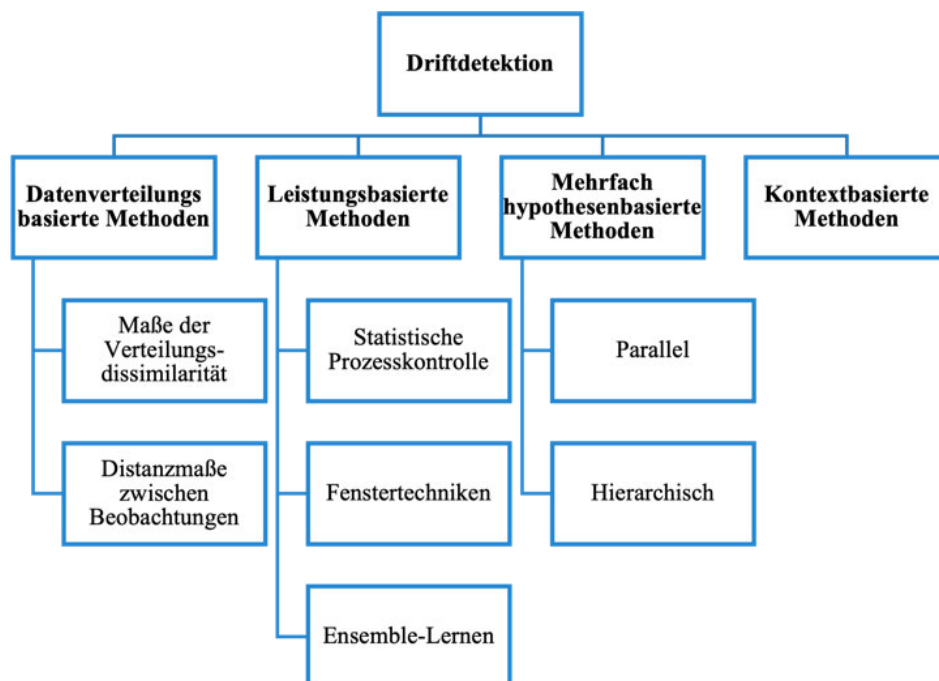 Driftdetektion
Datenverteilungs
basierte Methoden
Leistungsbasierte
Methoden
Mehrfach
hypothesenbasierte
Methoden
Kontextbasierte
Methoden
Maße der
Verteilungs-
dissimilarität
Statistische
Prozesskontrolle
Parallel
Distanzmaße
zwischen
Beobachtungen
Fenstertechniken
Hierarchisch
Ensemble-Lernen